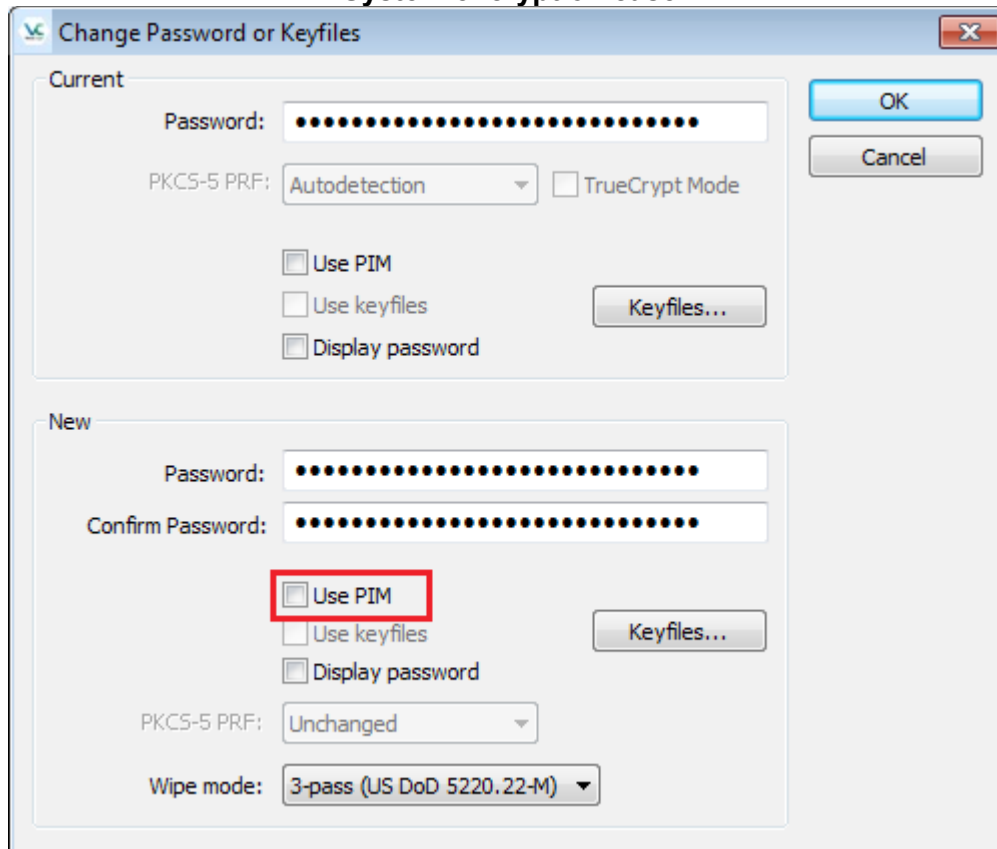 Change Password or Keyfiles
Current
OK
Password:
Cancel
PKCS-5 PRF: Autodetection TrueCrypt Mode
Use PIM
Use keyfiles Keyfiles...
Display password
New
Password:
Confirm Password:
Use PIM
Use keyfiles Keyfiles...
Display password
PKCS-5 PRF: Unchanged
Wipe mode: 3-pass (US DoD 5220.22-M)